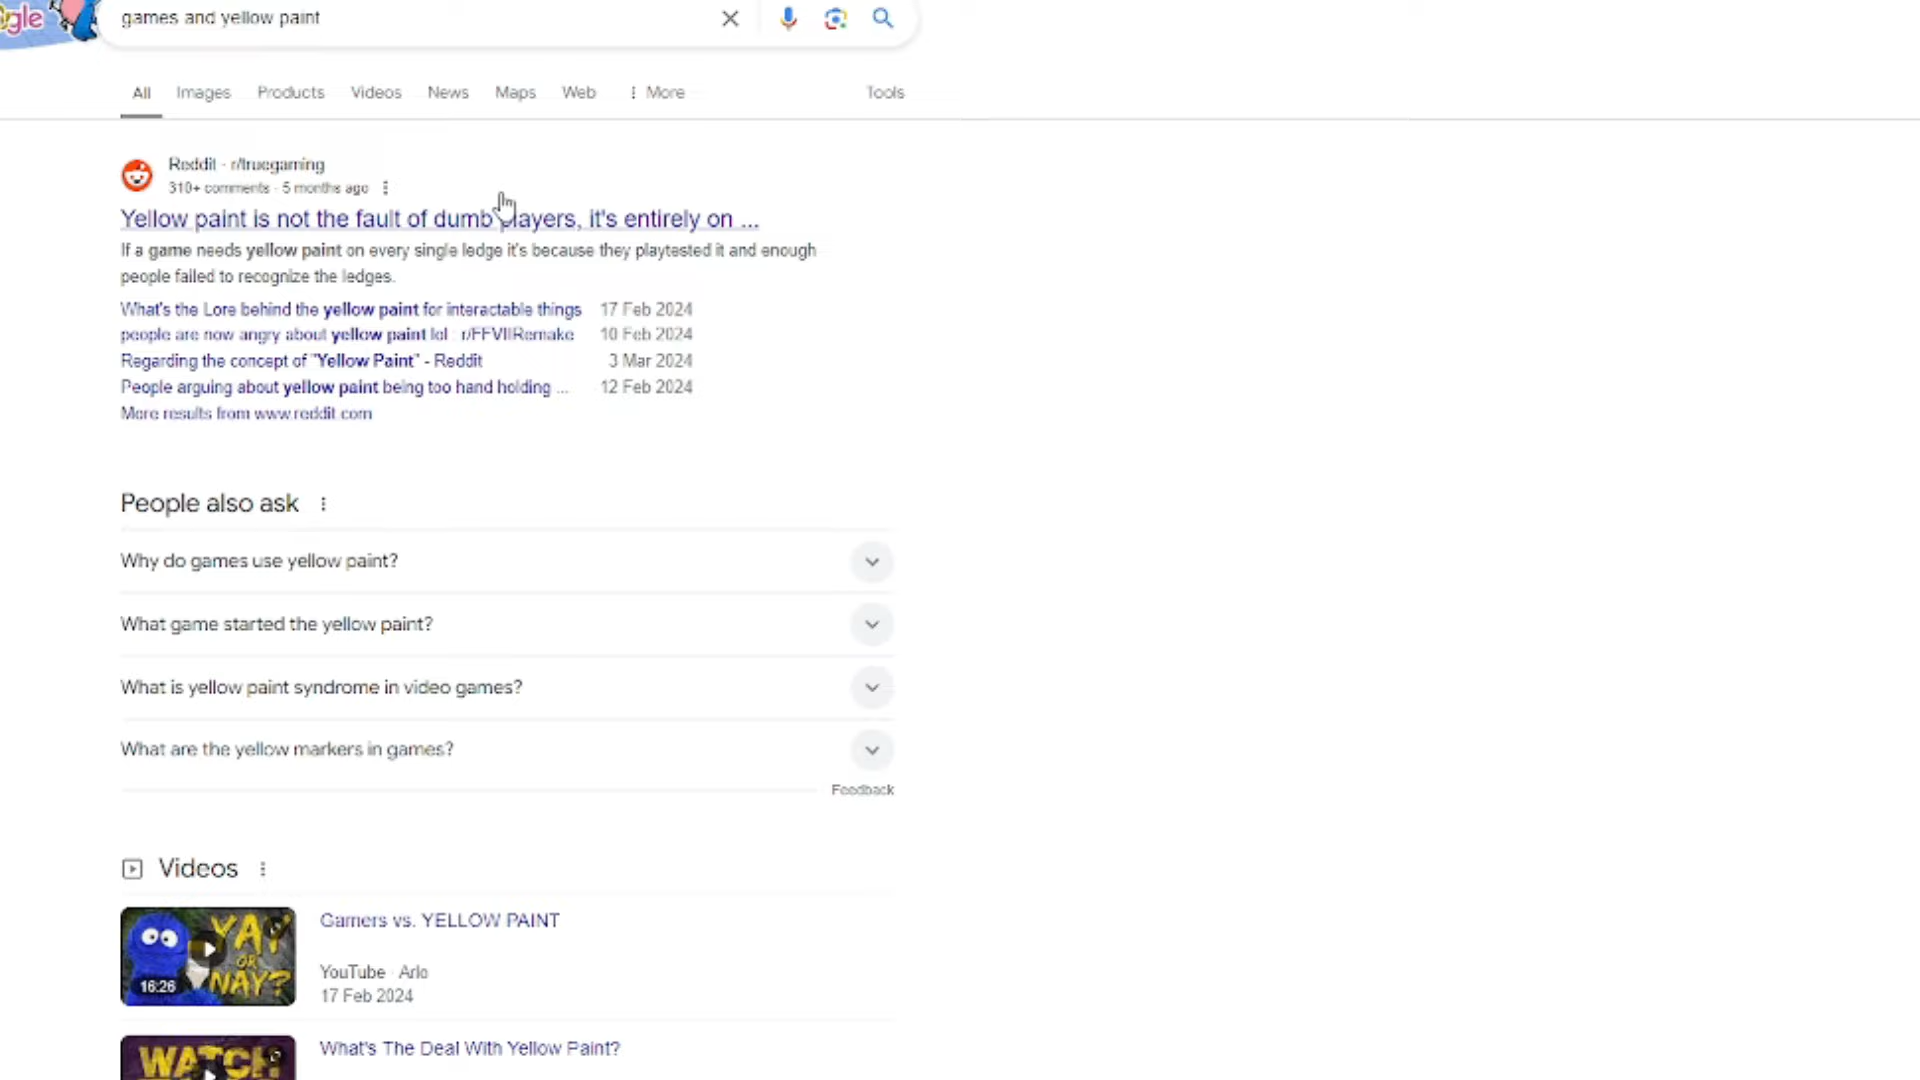 gle
games and yellow paint
All Images Products Videos News Maps Web More Tools
Reddit · r/truegaming
310+ comments · 5 months ago
Yellow paint is not the fault of dumb players, it's entirely on ...
If a game needs yellow paint on every single ledge it's because they playtested it and enough
people failed to recognize the ledges.
What's the Lore behind the yellow paint for interactable things 17 Feb 2024
people are now angry about yellow paint lol : r/FFVIIRemake 10 Feb 2024
Regarding the concept of "Yellow Paint" - Reddit 3 Mar 2024
People arguing about yellow paint being too hand holding ... 12 Feb 2024
More results from www.reddit.com
People also ask
Why do games use yellow paint?
What game started the yellow paint?
What is yellow paint syndrome in video games?
What are the yellow markers in games?
Feedback
Videos
YAY
OR
NAY?
16:26
Gamers vs. YELLOW PAINT
YouTube · Arlo
17 Feb 2024
WATCH
What's The Deal With Yellow Paint?